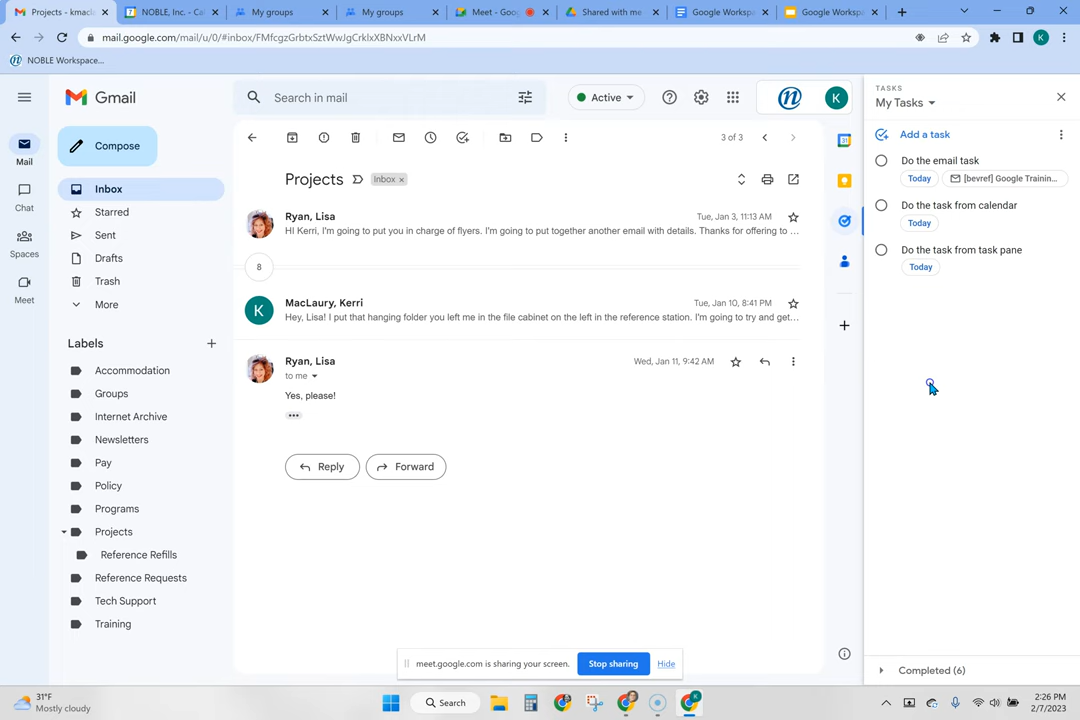 Projects - kmacl
NOBLE, Inc. - Cal
My groups
My groups
Meet - Goog
Shared with me
Google Workspa
Google Workspa
mail.google.com/mail/u/0/#inbox/FMfcgzGrbtxSztWwJgCrklxXBNxxVLrM
K
NOBLE Workspace...
Gmail
Search in mail
Active
n
K
TASKS
My Tasks
Compose
3 of 3
Add a task
Mail
Inbox
Projects
Inbox ×
Do the email task
Today
[bevref] Google Trainin...
Chat
Starred
Ryan, Lisa
Tue, Jan 3, 11:13 AM
HI Kerri, I'm going to put you in charge of flyers. I'm going to put together another email with details. Thanks for offering to ...
Do the task from calendar
Today
Spaces
Sent
Drafts
8
Do the task from task pane
Today
Meet
Trash
More
K
MacLaury, Kerri
Tue, Jan 10, 8:41 PM
Hey, Lisa! I put that hanging folder you left me in the file cabinet on the left in the reference station. I'm going to try and get...
Labels
Ryan, Lisa
Wed, Jan 11, 9:42 AM
to me
Yes, please!
Accommodation
Groups
Internet Archive
Newsletters
Pay
Policy
Programs
Projects
Reference Refills
Reference Requests
Tech Support
Training
Reply
Forward
meet.google.com is sharing your screen.
Stop sharing
Hide
Completed (6)
31°F
Mostly cloudy
Search
K
2:26 PM
2/7/2023